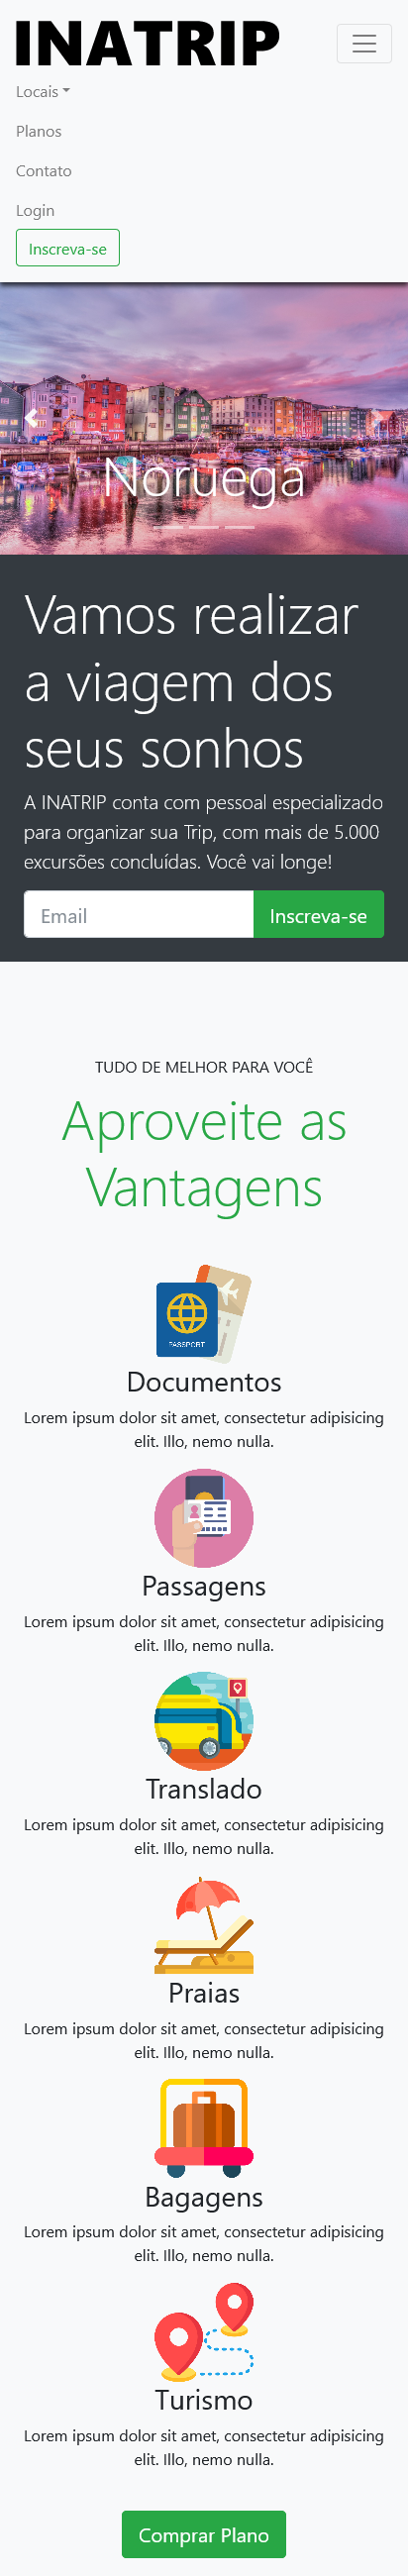 INATRIP
Locais
Planos
Contato
Login
Inscreva-se
Noruega
Vamos realizar
a viagem dos
seus sonhos
A INATRIP conta com pessoal especializado
para organizar sua Trip, com mais de 5.000
excursões concluídas. Você vai longe!
Email
Inscreva-se
TUDO DE MELHOR PARA VOCÊ
Aproveite as
Vantagens
PASSPORT
Documentos
Lorem ipsum dolor sit amet, consectetur adipisicing
elit. Illo, nemo nulla.
Passagens
Lorem ipsum dolor sit amet, consectetur adipisicing
elit. Illo, nemo nulla.
Translado
Lorem ipsum dolor sit amet, consectetur adipisicing
elit. Illo, nemo nulla.
Praias
Lorem ipsum dolor sit amet, consectetur adipisicing
elit. Illo, nemo nulla.
Bagagens
Lorem ipsum dolor sit amet, consectetur adipisicing
elit. Illo, nemo nulla.
Turismo
Lorem ipsum dolor sit amet, consectetur adipisicing
elit. Illo, nemo nulla.
Comprar Plano